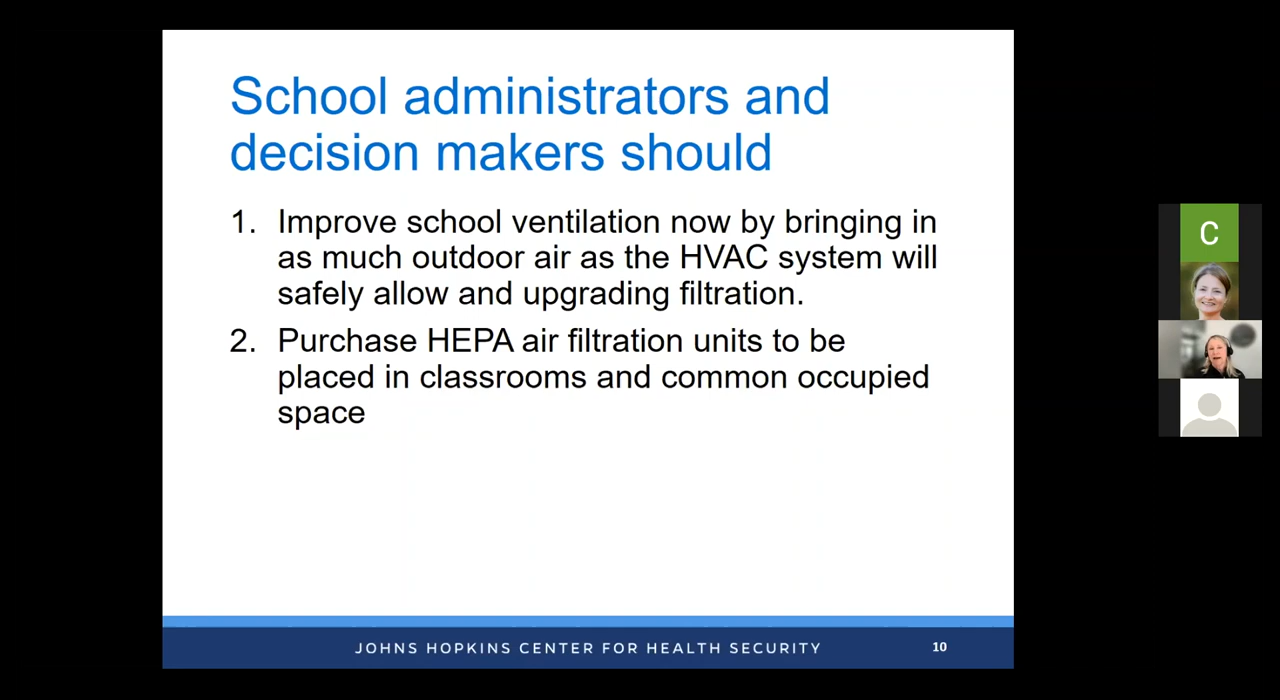 School administrators and
decision makers should
1. Improve school ventilation now by bringing in
as much outdoor air as the HVAC system will
safely allow and upgrading filtration.
2. Purchase HEPA air filtration units to be
placed in classrooms and common occupied
space
JOHNS HOPKINS CENTER FOR HEALTH SECURITY 10
C